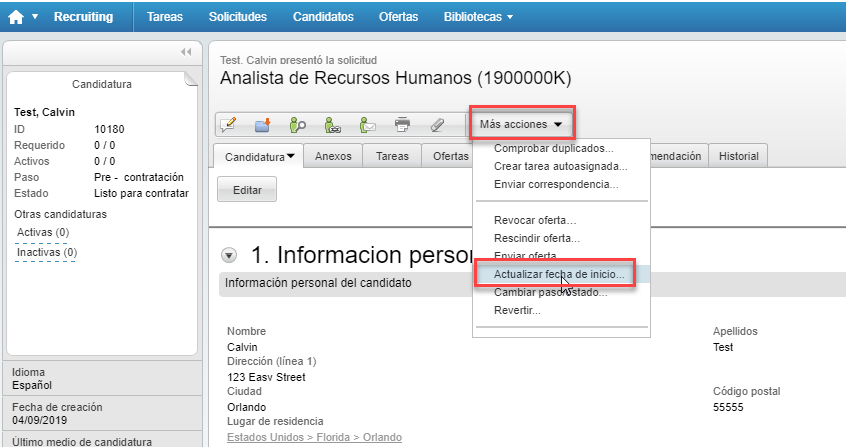 Recruiting Tareas Solicitudes Candidatos Ofertas Bibliotecas
Candidatura
Test, Calvin
ID 10180
Requerido 0 / 0
Activos 0 / 0
Paso Pre - contratación
Estado Listo para contratar
Otras candidaturas
Activas (0)
Inactivas (0)
Idioma
Español
Fecha de creación
04/09/2019
Último medio de candidatura
Test. Calvin presentó la solicitud
Analista de Recursos Humanos (1900000K)
Más acciones
Candidatura Anexos Tareas Ofertas mendación Historial
Comprobar duplicados...
Crear tarea autoasignada...
Enviar correspondencia...
Revocar oferta...
Rescindir oferta...
Enviar oferta
Actualizar fecha de inicio...
Cambiar paso/estado...
Revertir...
Editar
1. Informacion perso
Información personal del candidato
Nombre
Calvin
Apellidos
Test
Dirección (línea 1)
123 Easy Street
Ciudad
Orlando
Código postal
55555
Lugar de residencia
Estados Unidos > Florida > Orlando